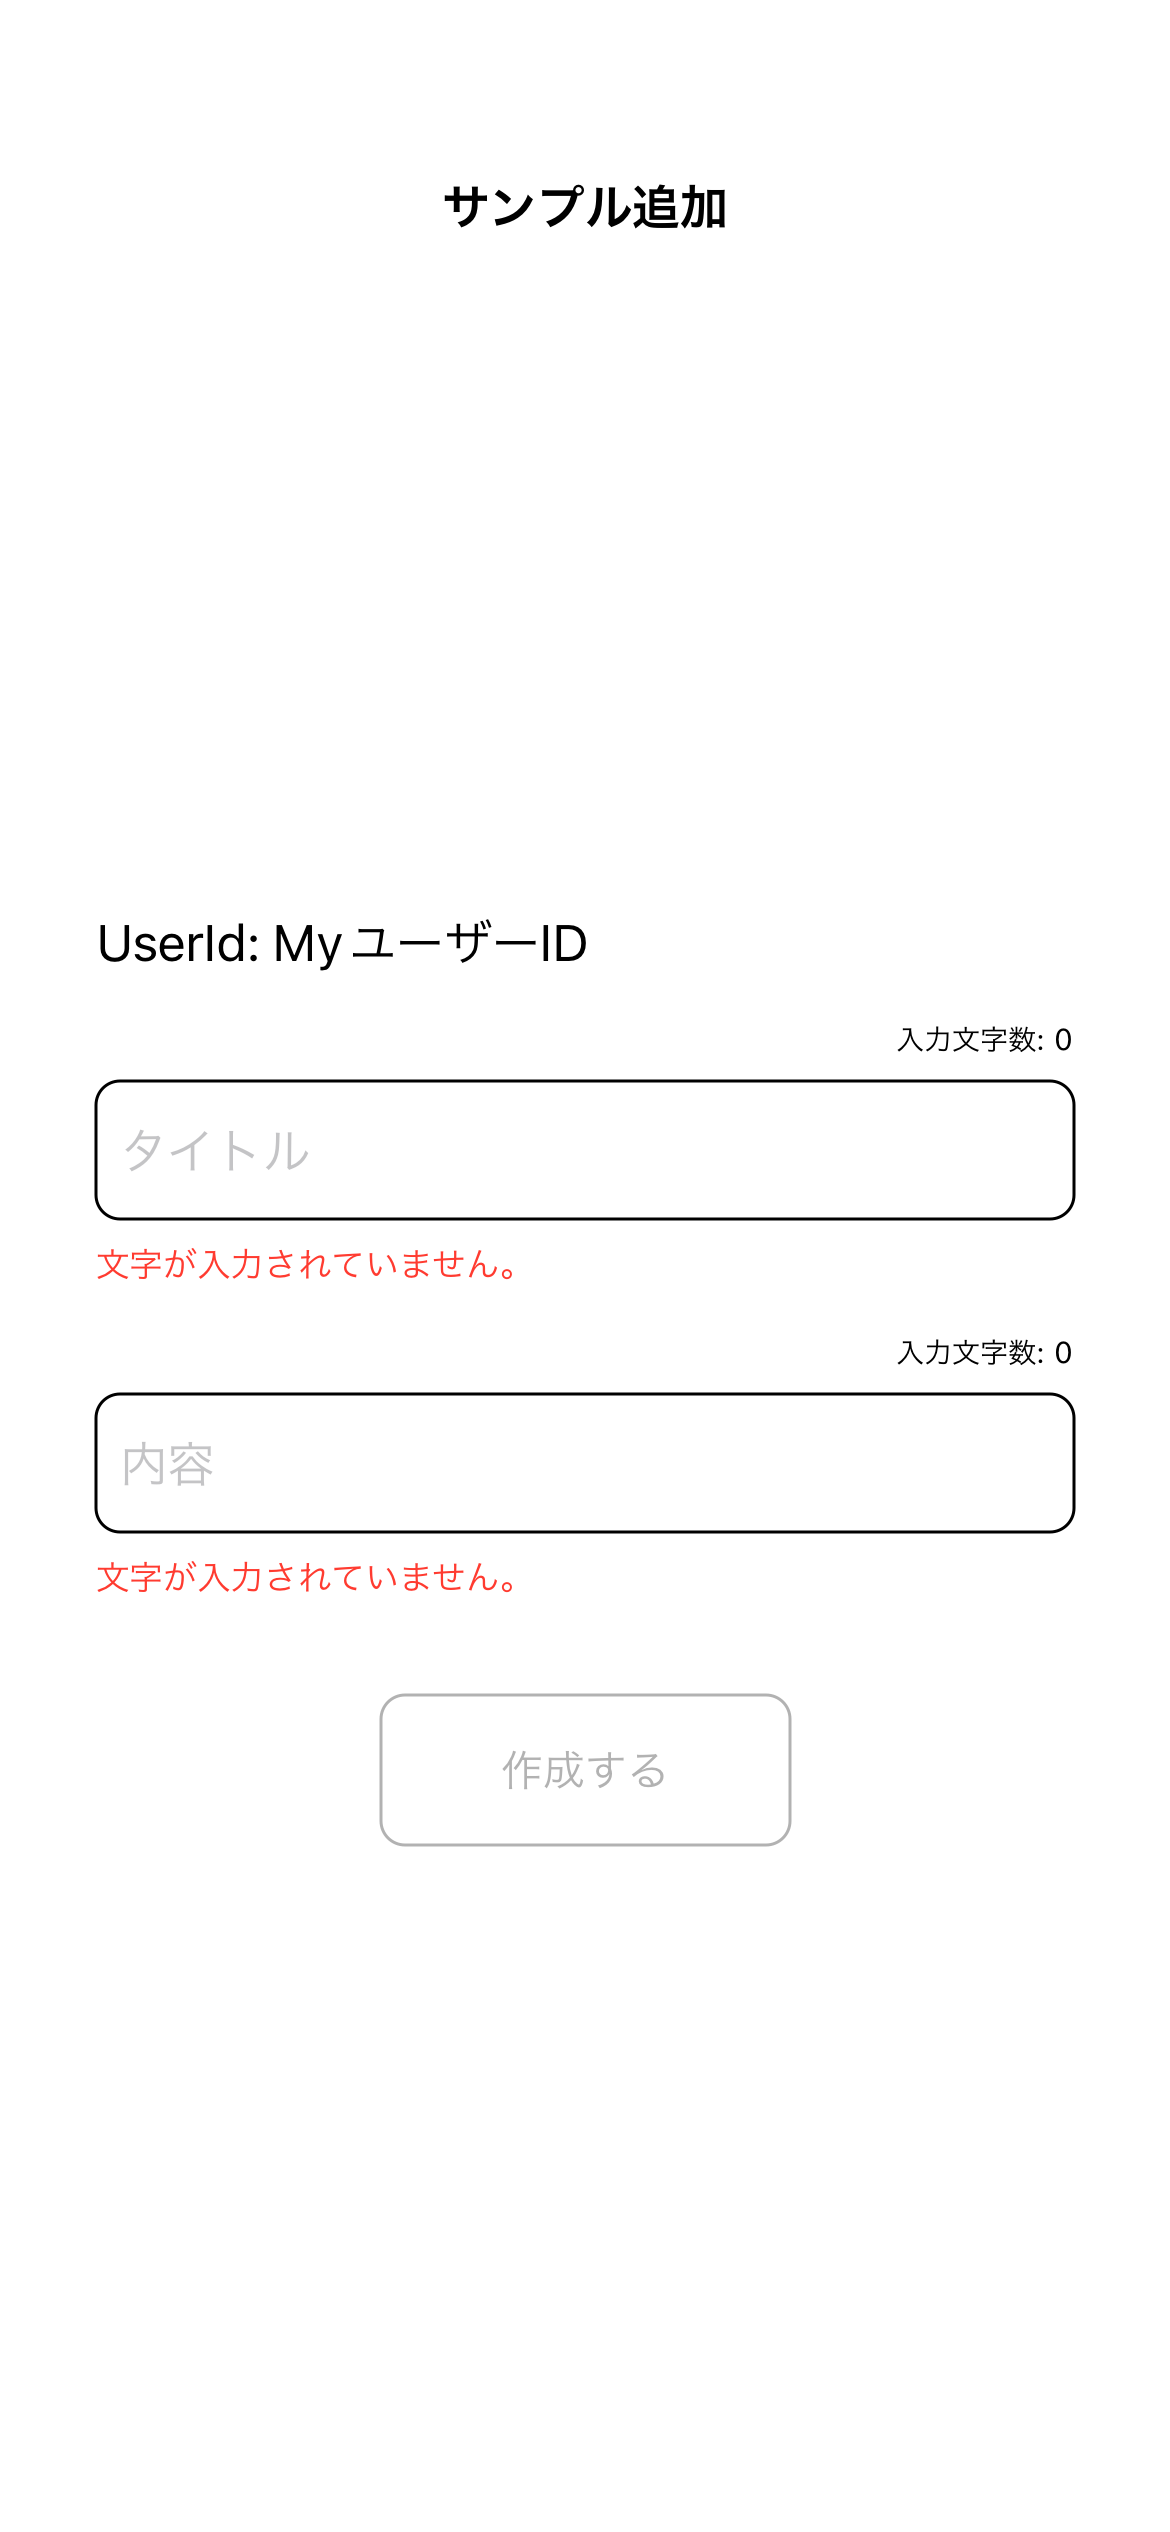 サンプル追加
UserId: MyユーザーID
入力文字数: 0
タイトル
文字が入力されていません。
入力文字数: 0
内容
文字が入力されていません。
作成する